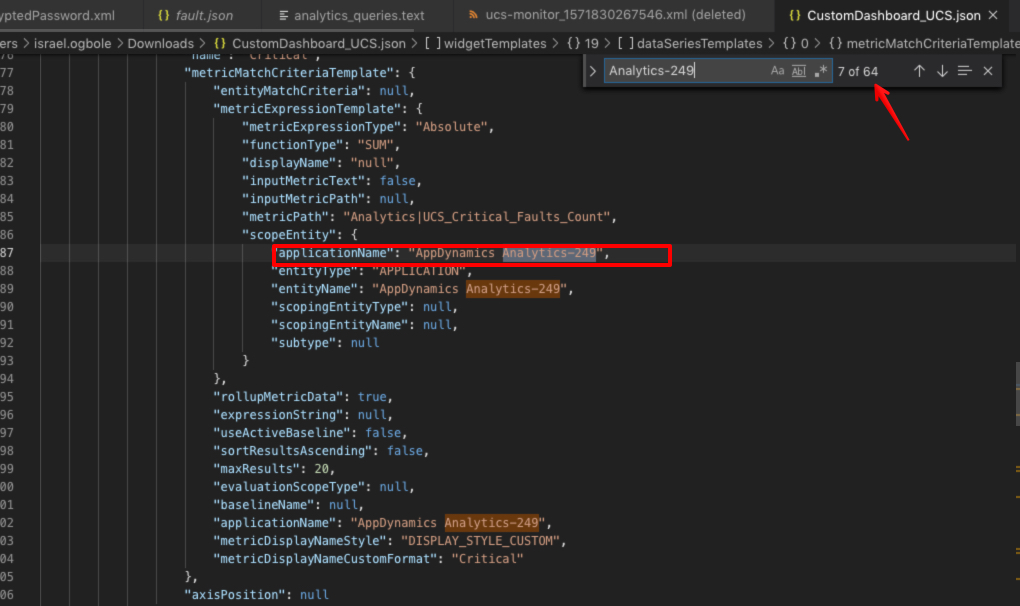 yptedPassword.xml {} fault.json analytics_queries.text ucs-monitor_1571830267546.xml (deleted) {} CustomDashboard_UCS.json ×
ers > israel.ogbole > Downloads > {} CustomDashboard_UCS.json > [ ] widgetTemplates > {} 19 > [ ] dataSeriesTemplates > {} 0 > {} metricMatchCriteriaTemplate
Analytics-249 Aa Abl .* 7 of 64
76 "name": "Critical",
77 "metricMatchCriteriaTemplate": {
78 "entityMatchCriteria": null,
79 "metricExpressionTemplate": {
80 "metricExpressionType": "Absolute",
81 "functionType": "SUM",
82 "displayName": "null",
83 "inputMetricText": false,
84 "inputMetricPath": null,
85 "metricPath": "Analytics|UCS_Critical_Faults_Count",
86 "scopeEntity": {
87 "applicationName": "AppDynamics Analytics-249",
88 "entityType": "APPLICATION",
89 "entityName": "AppDynamics Analytics-249",
90 "scopingEntityType": null,
91 "scopingEntityName": null,
92 "subtype": null
93 }
94 },
95 "rollupMetricData": true,
96 "expressionString": null,
97 "useActiveBaseline": false,
98 "sortResultsAscending": false,
99 "maxResults": 20,
00 "evaluationScopeType": null,
01 "baselineName": null,
02 "applicationName": "AppDynamics Analytics-249",
03 "metricDisplayNameStyle": "DISPLAY_STYLE_CUSTOM",
04 "metricDisplayNameCustomFormat": "Critical"
05 },
06 "axisPosition": null